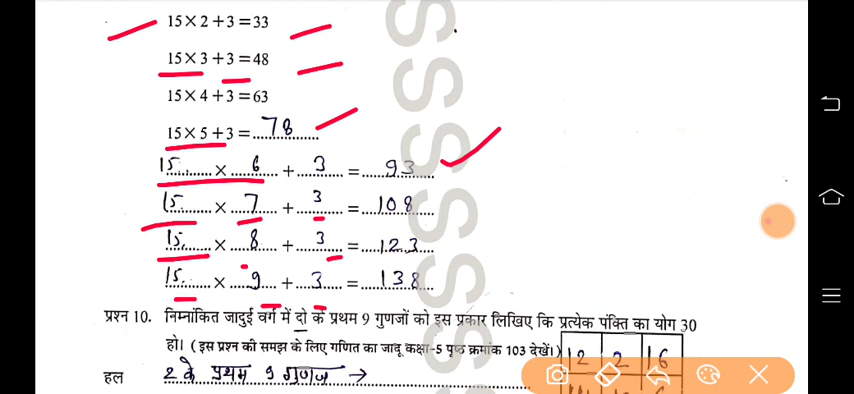 15 × 2 + 3 = 33
15 × 3 + 3 = 48
15 × 4 + 3 = 63
15 × 5 + 3 = 78
15 × 6 + 3 = 93
15 × 7 + 3 = 108
15 × 8 + 3 = 123
15 × 9 + 3 = 138
प्रश्न 10. निम्नांकित जादुई वर्ग में दो के प्रथम 9 गुणजों को इस प्रकार लिखिए कि प्रत्येक पंक्ति का योग 30
हो। ( इस प्रश्न की समझ के लिए गणित का जादू कक्षा-5 पृष्ठ क्रमांक 103 देखें।) 12 2 16
हल 2 के प्रथम 9 गुणज →
SSSSS